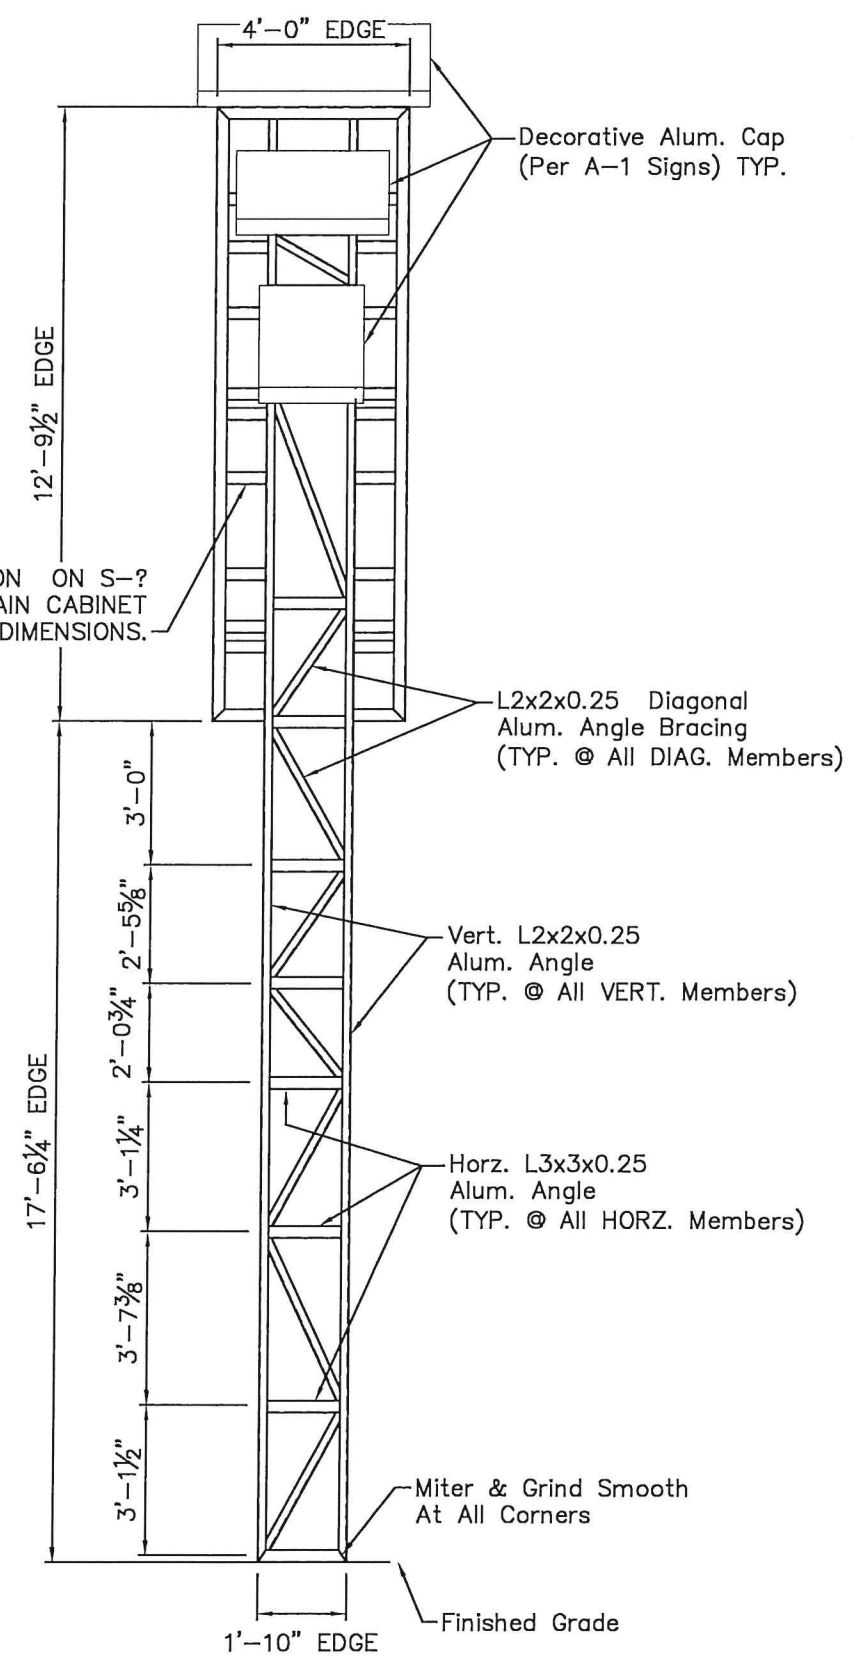 4'-0" EDGE
Decorative Alum. Cap
(Per A-1 Signs) TYP.
12'-9½" EDGE
ON ON S-?
AIN CABINET
DIMENSIONS.
L2x2x0.25 Diagonal
Alum. Angle Bracing
(TYP. @ All DIAG. Members)
3'-0"
2'-5⅝"
Vert. L2x2x0.25
Alum. Angle
(TYP. @ All VERT. Members)
2'-0¾"
17'-6¼" EDGE
3'-1¼"
Horz. L3x3x0.25
Alum. Angle
(TYP. @ All HORZ. Members)
3'-7⅜"
3'-1½"
Miter & Grind Smooth
At All Corners
Finished Grade
1'-10" EDGE